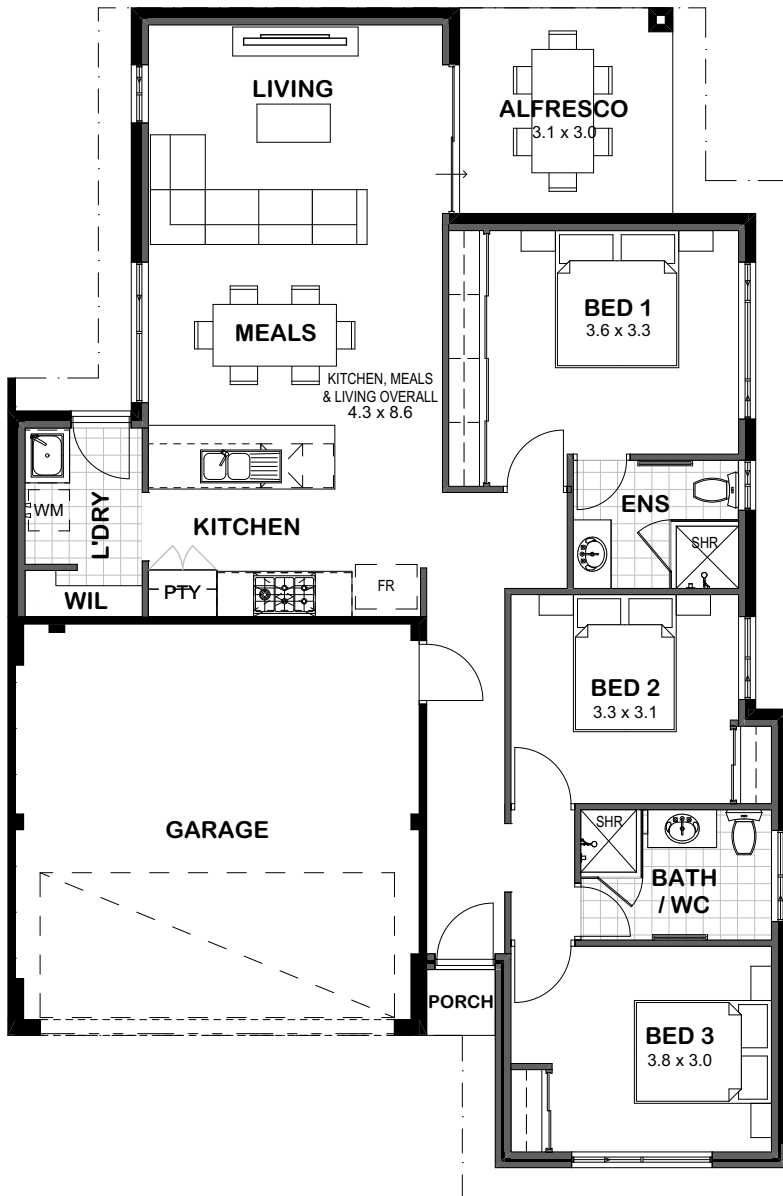 LIVING
ALFRESCO
3.1 x 3.0
BED 1
3.6 x 3.3
MEALS
KITCHEN, MEALS
& LIVING OVERALL
4.3 x 8.6
WM
L'DRY
KITCHEN
ENS
SHR
WIL
PTY
FR
BED 2
3.3 x 3.1
GARAGE
SHR
BATH
/ WC
PORCH
BED 3
3.8 x 3.0